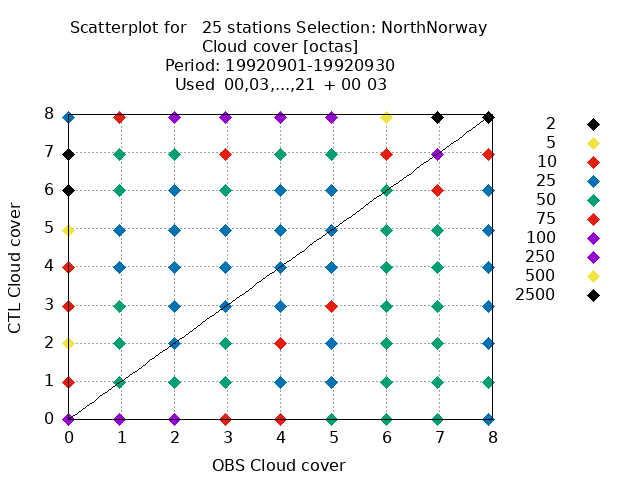 Scatterplot for   25 stations Selection: NorthNorway
Cloud cover [octas]
Period: 19920901-19920930
Used  00,03,...,21  + 00 03
8
7
6
5
4
3
2
1
0
CTL Cloud cover
0 1 2 3 4 5 6 7 8
OBS Cloud cover
2
5
10
25
50
75
100
250
500
2500